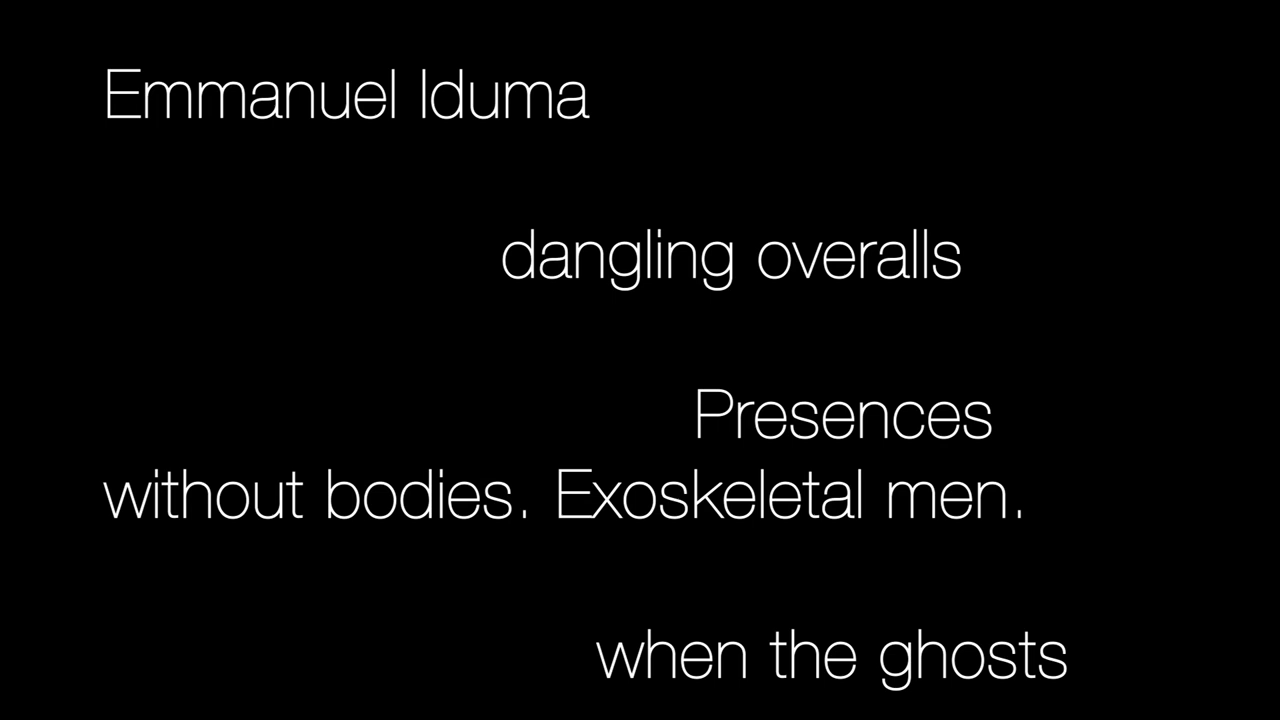 Emmanuel Iduma
dangling overalls
Presences
without bodies. Exoskeletal men.
when the ghosts